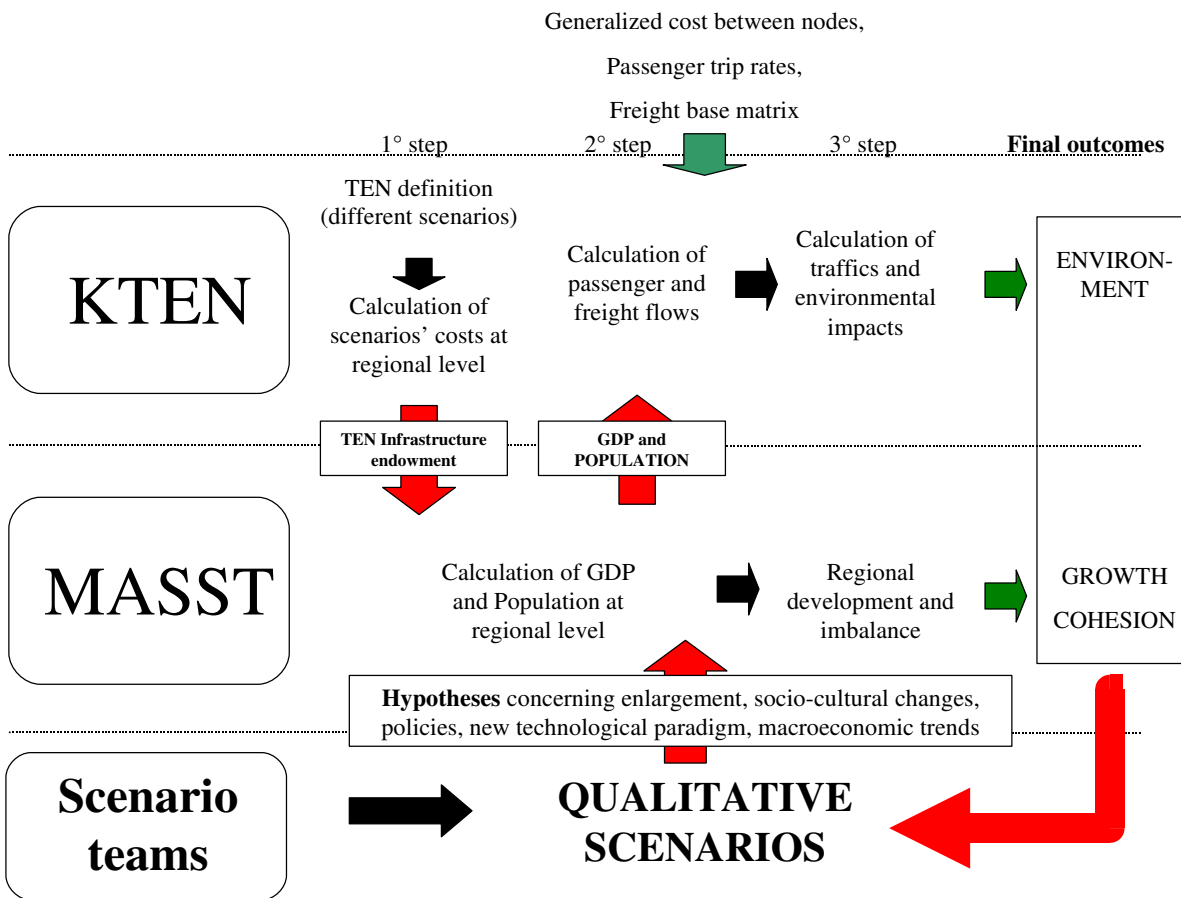 Generalized cost between nodes,
Passenger trip rates,
Freight base matrix
1° step
2° step
3° step
Final outcomes
KTEN
TEN definition
(different scenarios)
Calculation of
scenarios’ costs at
regional level
Calculation of
passenger and
freight flows
Calculation of
traffics and
environmental
impacts
ENVIRON-
MENT
TEN Infrastructure
endowment
GDP and
POPULATION
MASST
Calculation of GDP
and Population at
regional level
Regional
development and
imbalance
GROWTH
COHESION
Hypotheses concerning enlargement, socio-cultural changes,
policies, new technological paradigm, macroeconomic trends
Scenario
teams
QUALITATIVE
SCENARIOS